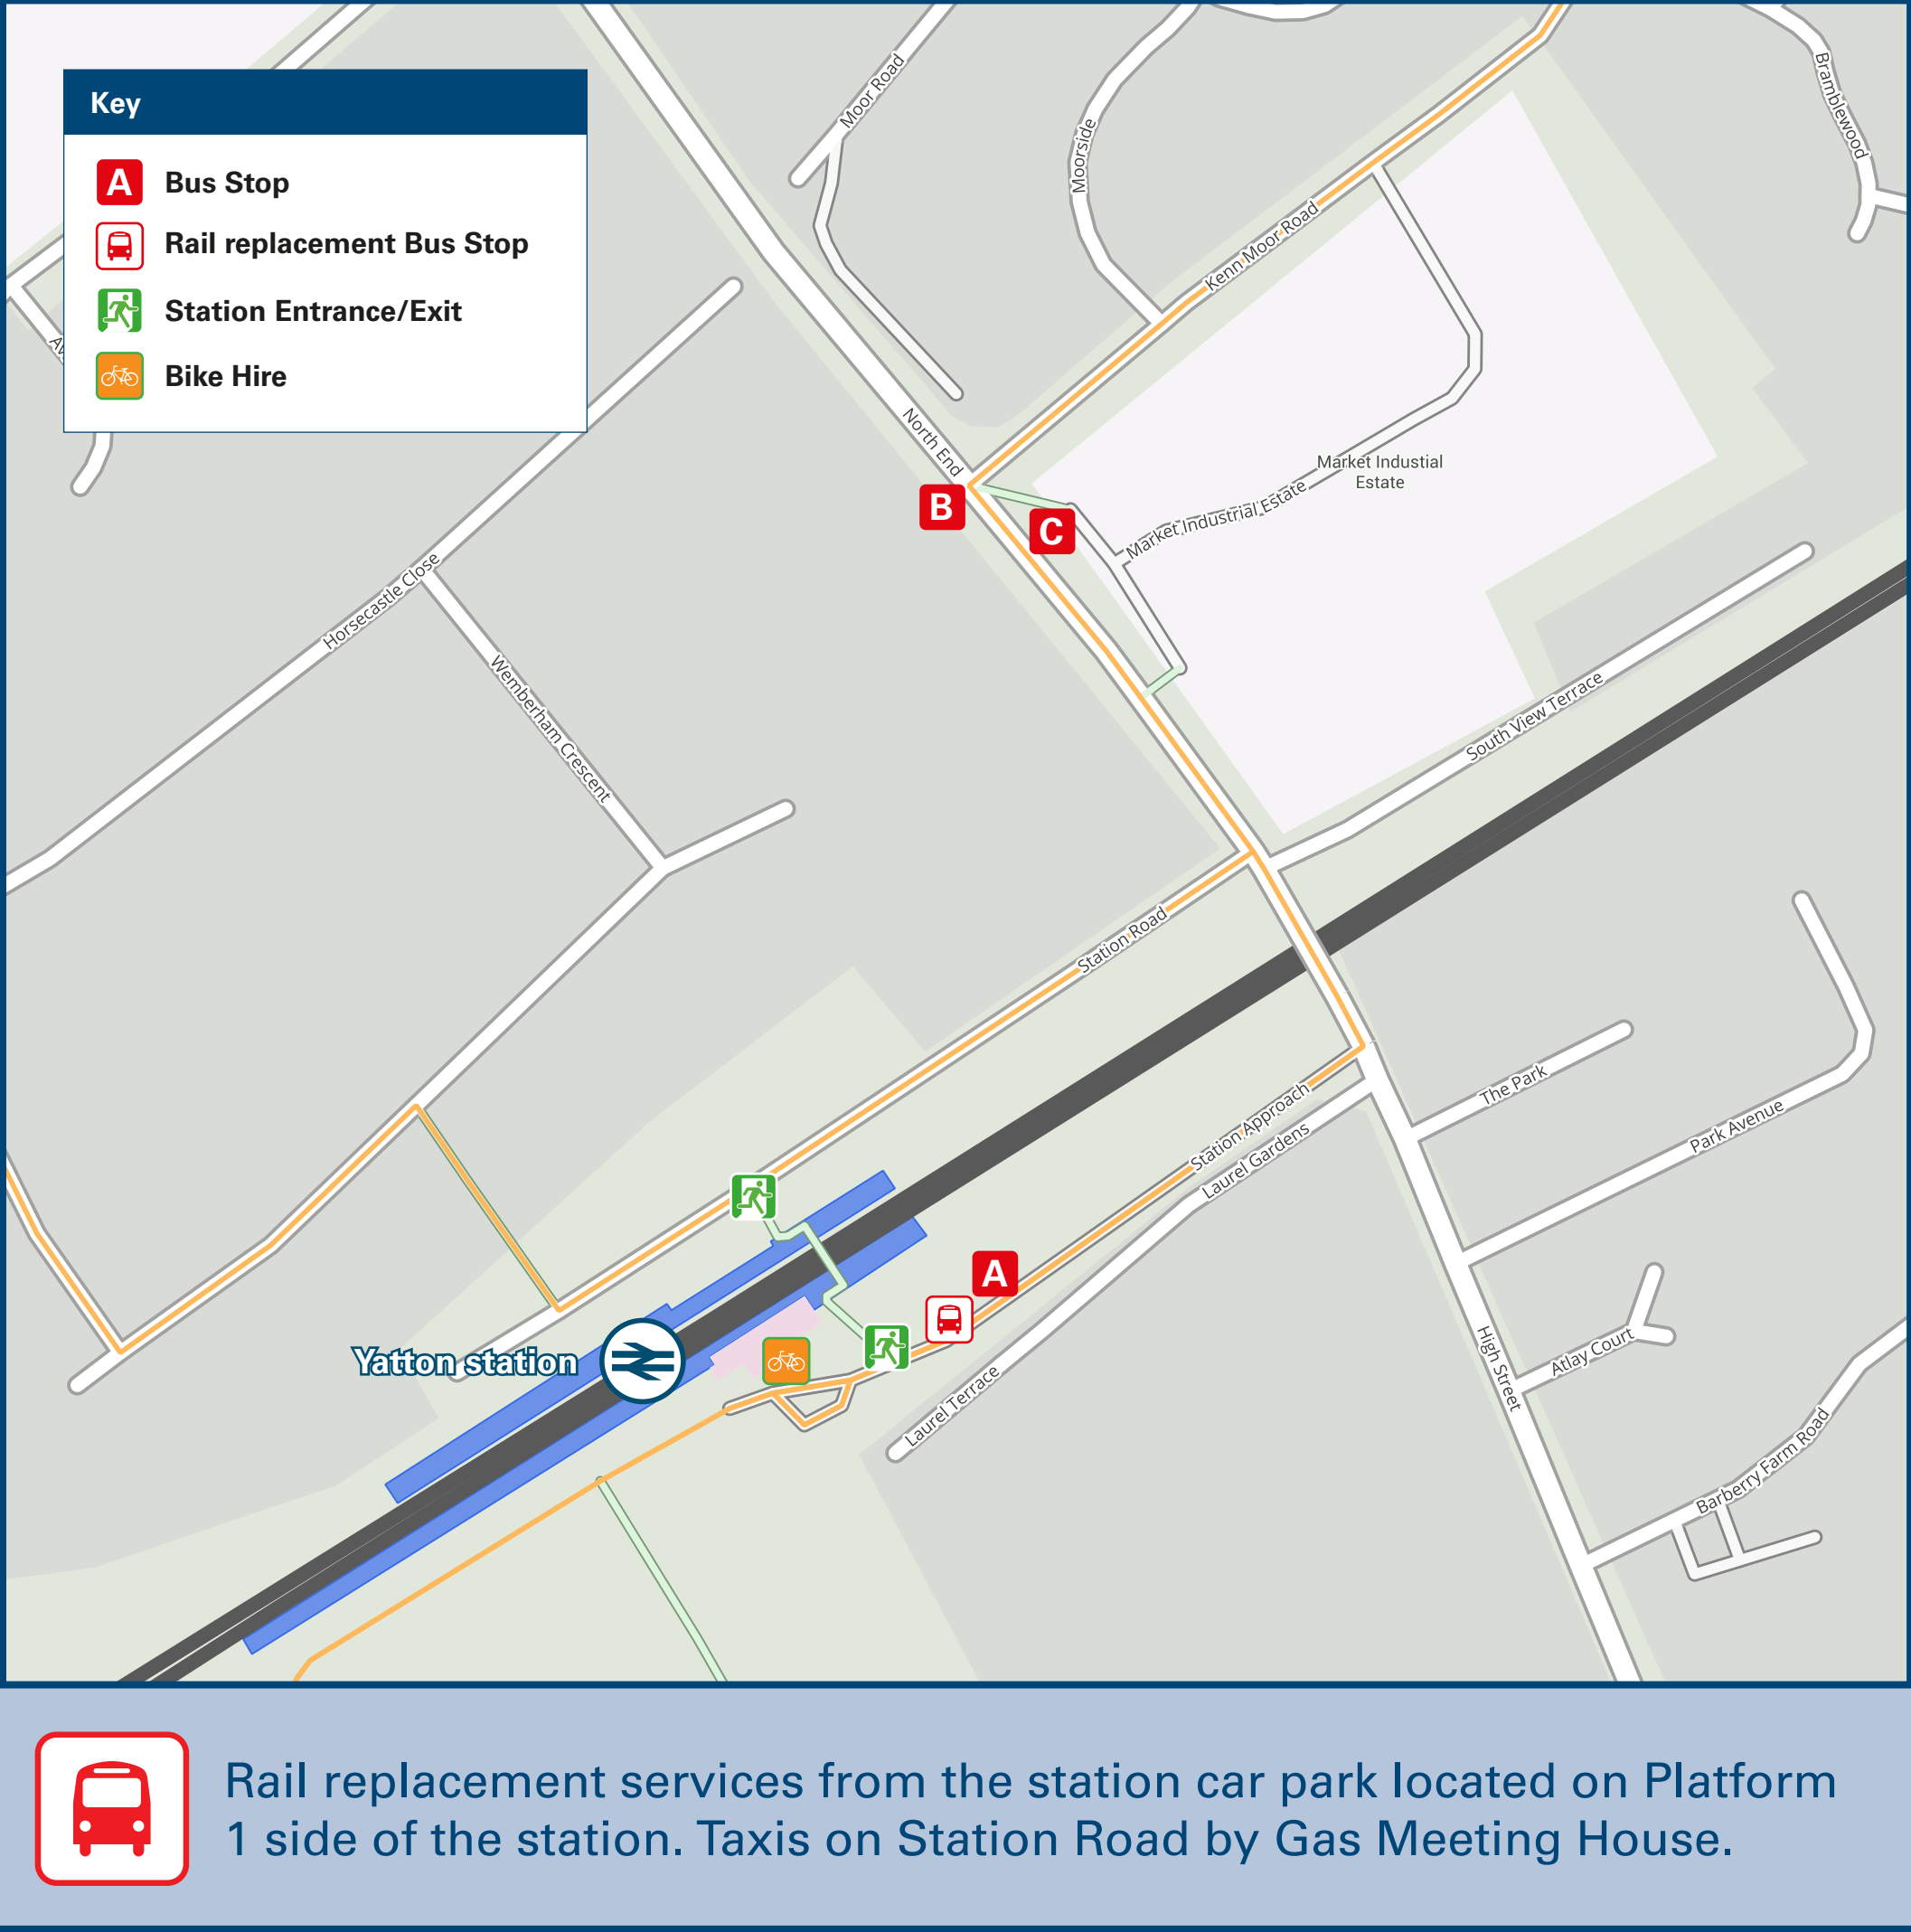 Key
A Bus Stop
Rail replacement Bus Stop
Station Entrance/Exit
Bike Hire
Moor Road
Moorside
Bramblewood
Kenn Moor Road
North End
B
C
Market Industial
Estate
Market Industrial Estate
Horsecastle Close
Wemberham Crescent
South View Terrace
Station Road
The Park
Park Avenue
Station Approach
Laurel Gardens
A
Yatton station
Laurel Terrace
High Street
Atlay Court
Barberry Farm Road
Rail replacement services from the station car park located on Platform
1 side of the station. Taxis on Station Road by Gas Meeting House.